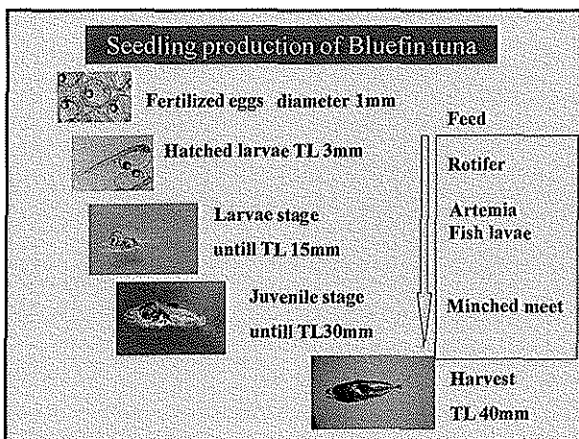 Seedling production of Bluefin tuna
Fertilized eggs diameter 1mm
Hatched larvae TL 3mm
Larvae stage
untill TL 15mm
Juvenile stage
untill TL30mm
Feed
Rotifer
Artemia
Fish lavae
Minched meet
Harvest
TL 40mm